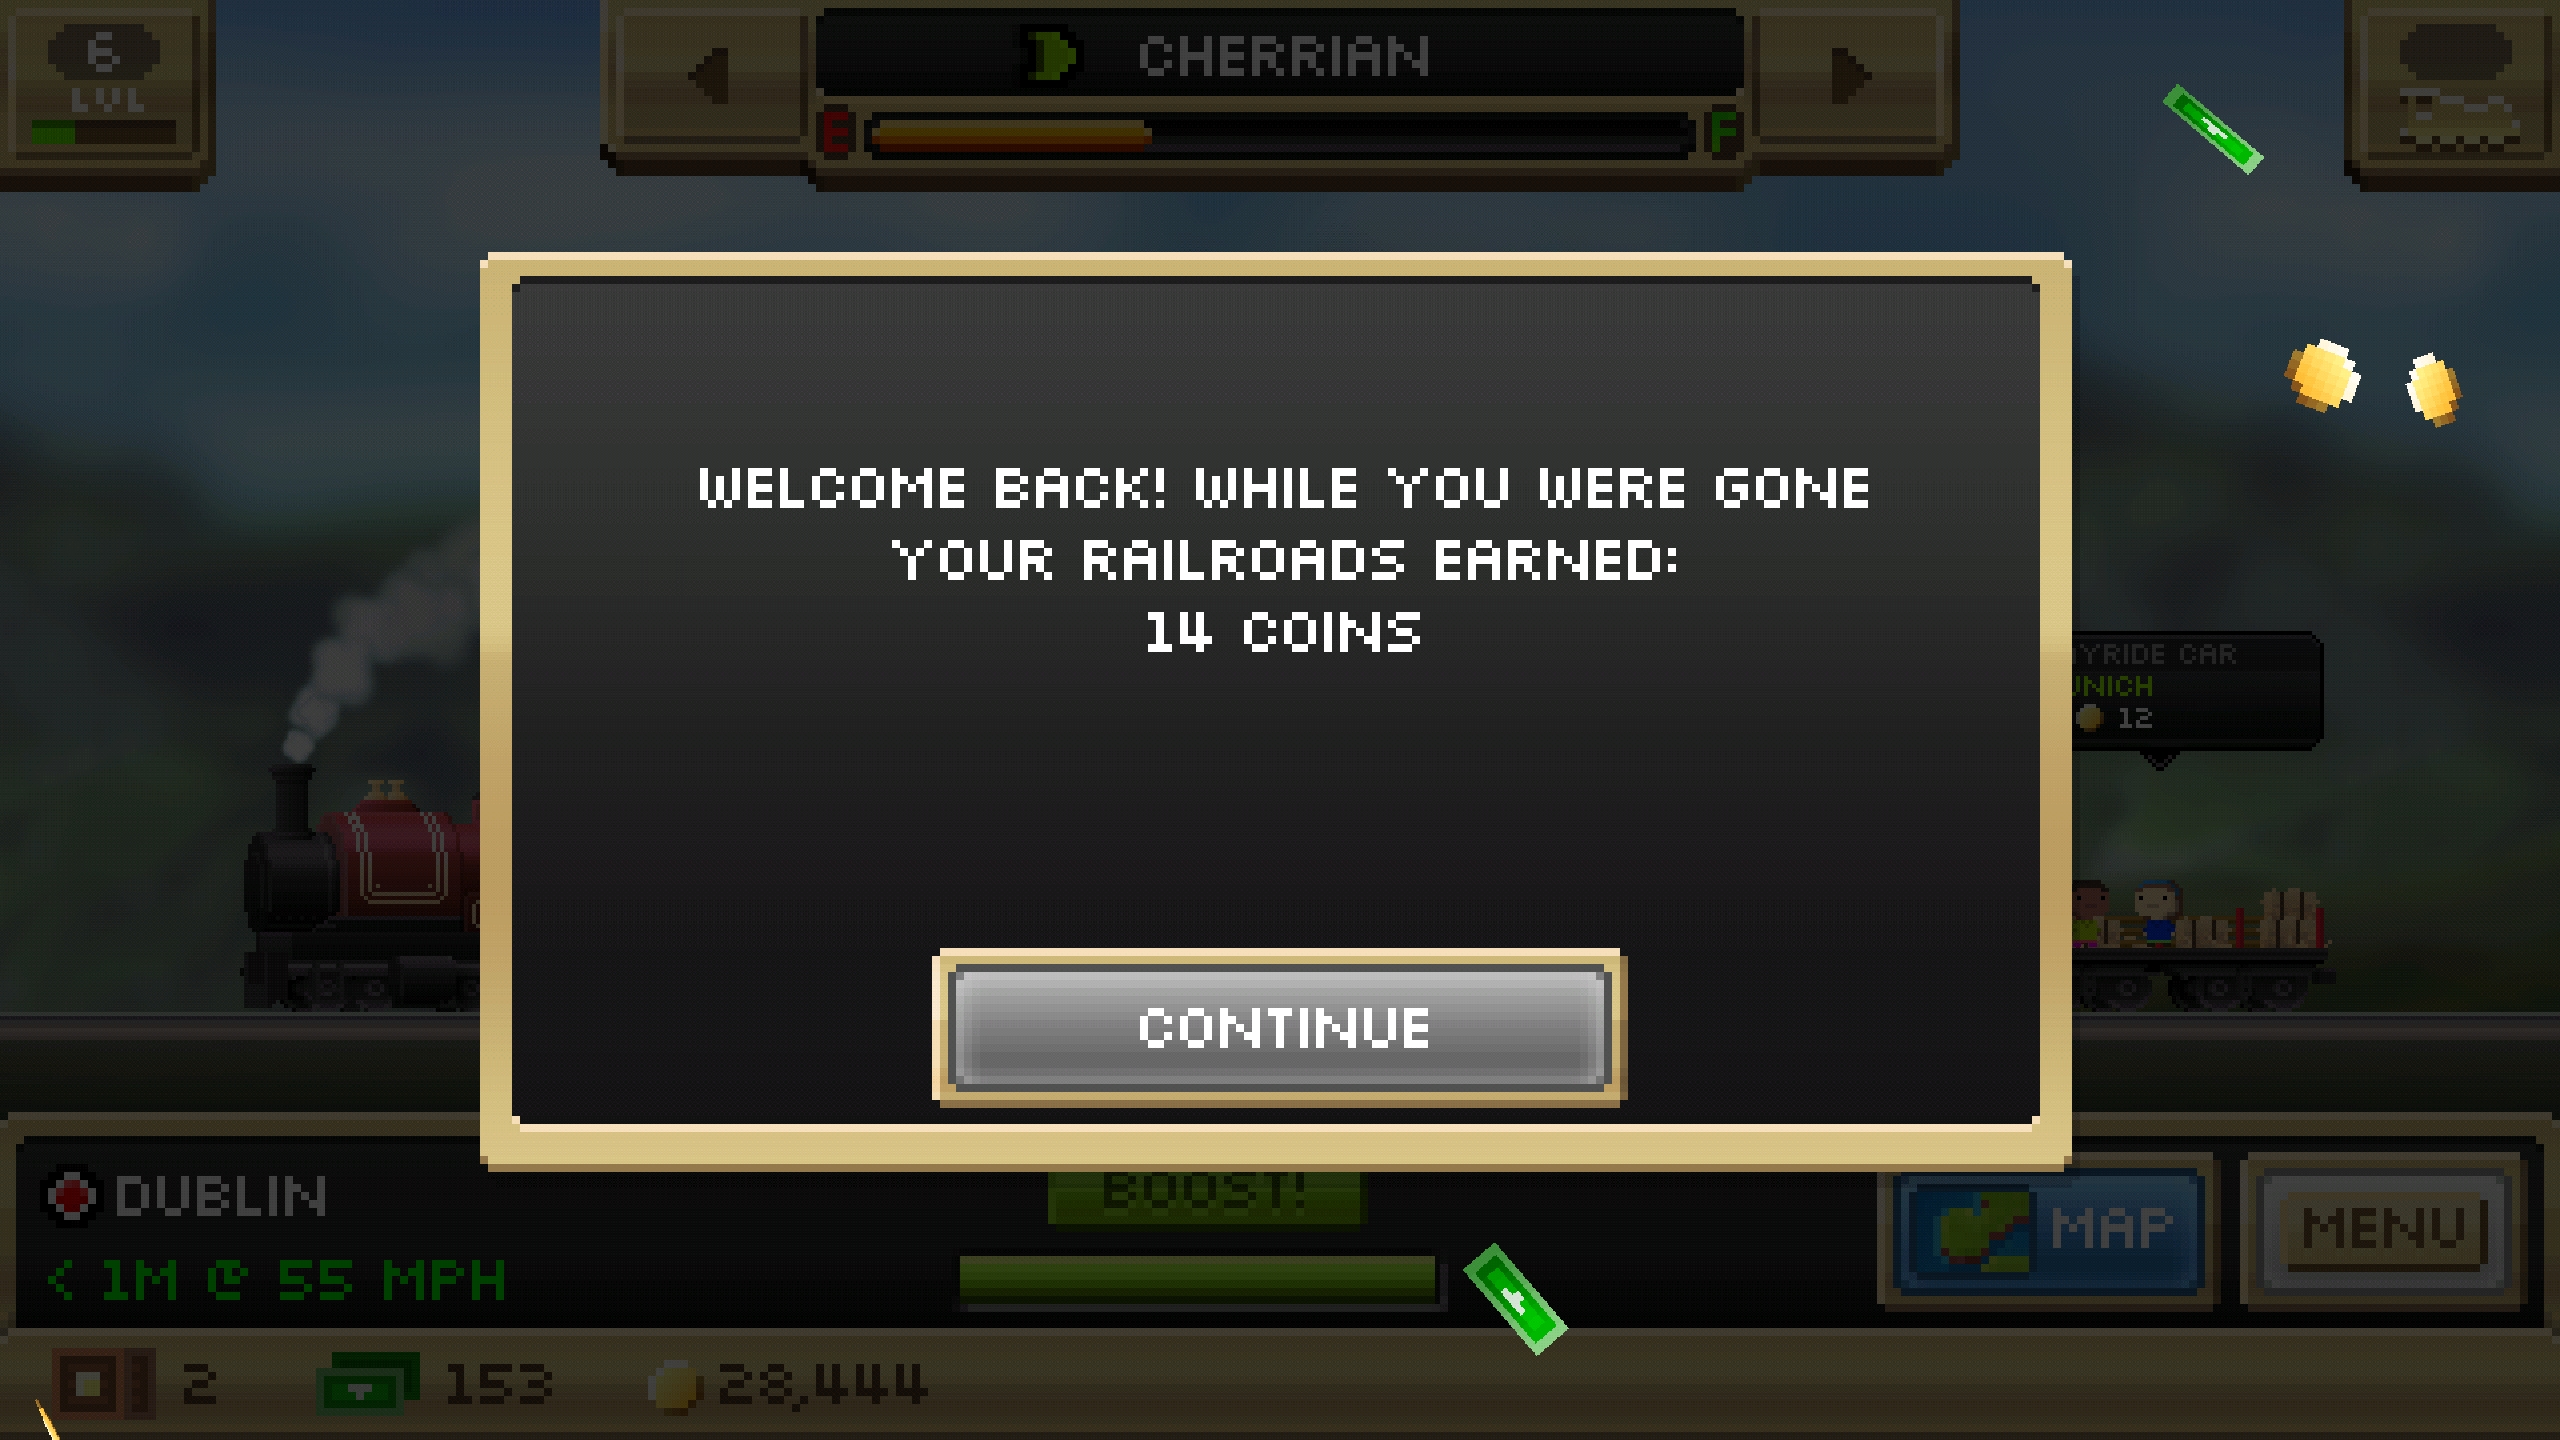 6
LVL
CHERRIAN
E
F
WELCOME BACK! WHILE YOU WERE GONE
YOUR RAILROADS EARNED:
14 COINS
CAR
12
CONTINUE
DUBLIN
< 1M @ 55 MPH
BOOST!
MAP
MENU
2
153
28,444